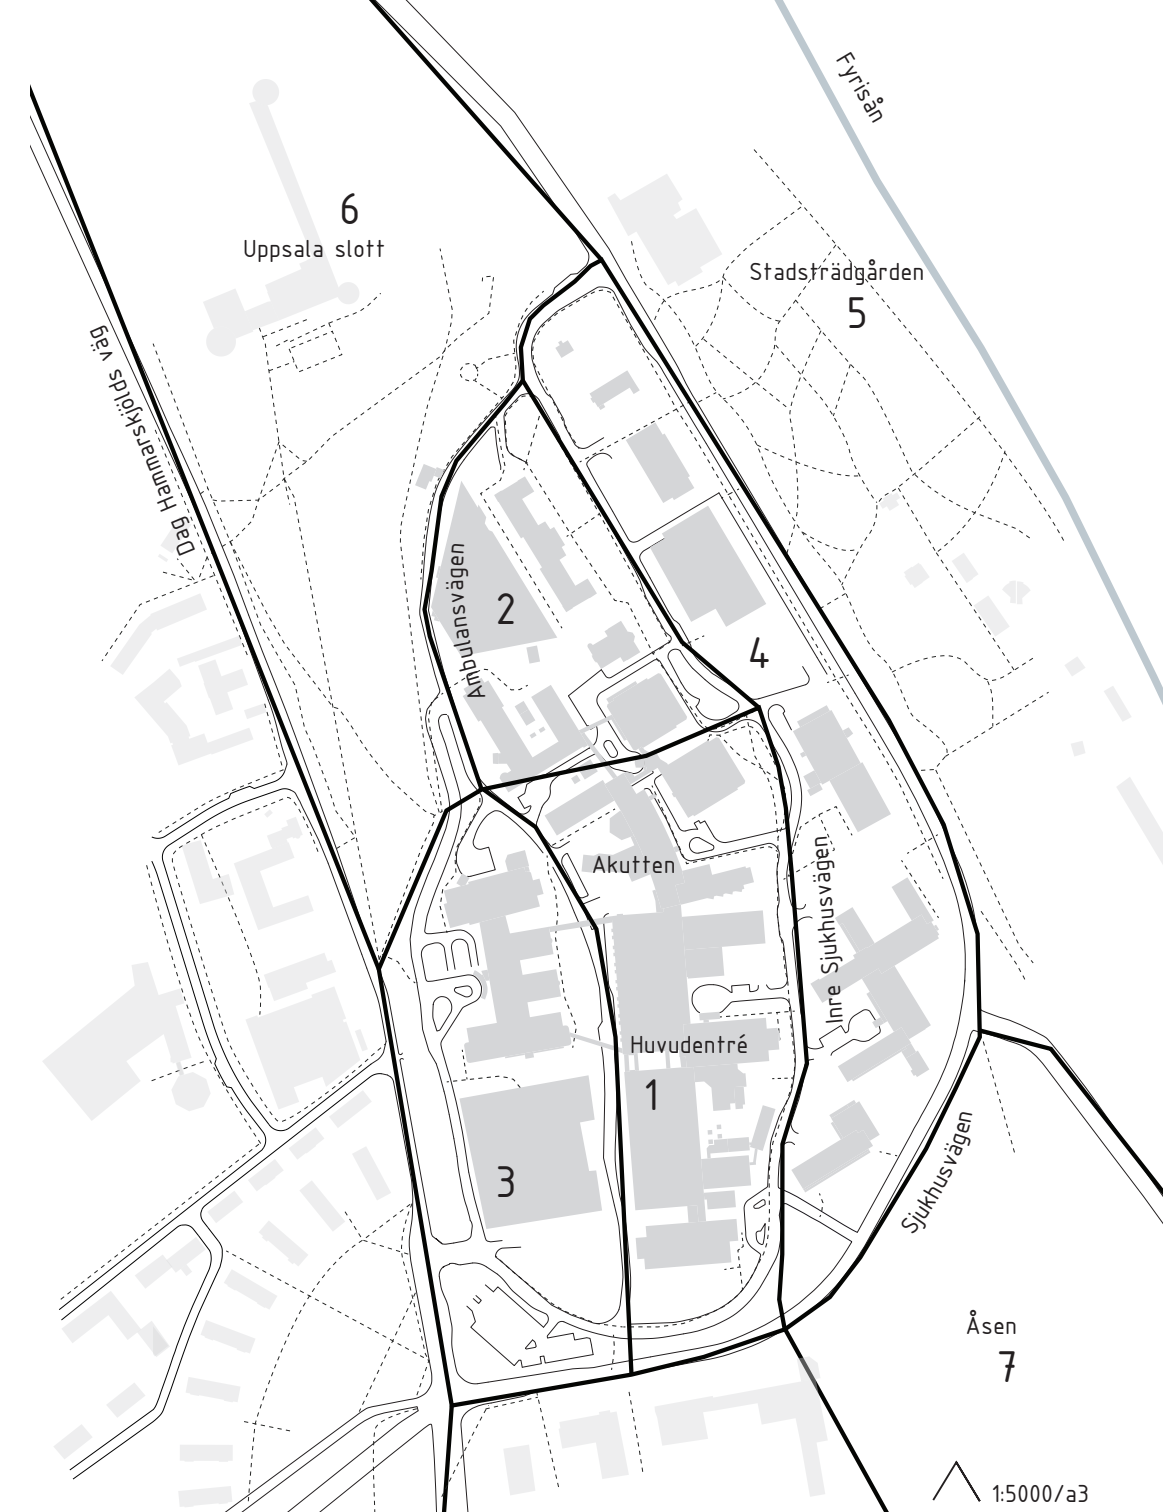 Fyrisån
6
Uppsala slott
Stadsträdgården
5
Dag Hammarskjölds väg
Ambulansvägen
2
4
Akutten
Inre Sjukhusvägen
Huvudentré
1
3
Sjukhusvägen
Åsen
7
1:5000/a3